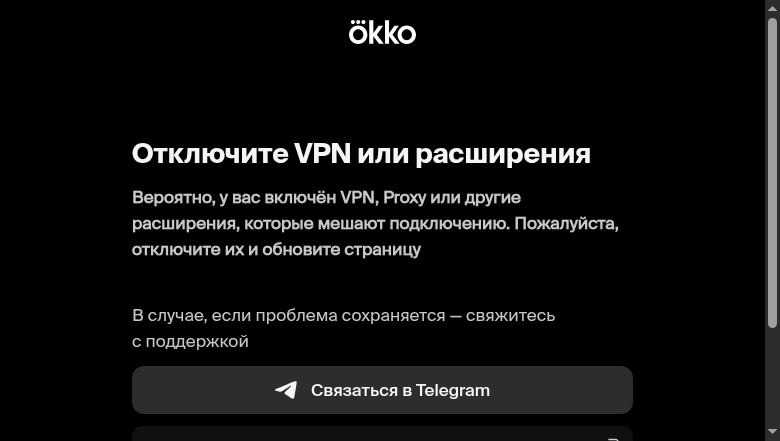 ökko
Отключите VPN или расширения
Вероятно, у вас включён VPN, Proxy или другие
расширения, которые мешают подключению. Пожалуйста,
отключите их и обновите страницу
В случае, если проблема сохраняется — свяжитесь
с поддержкой
Связаться в Telegram